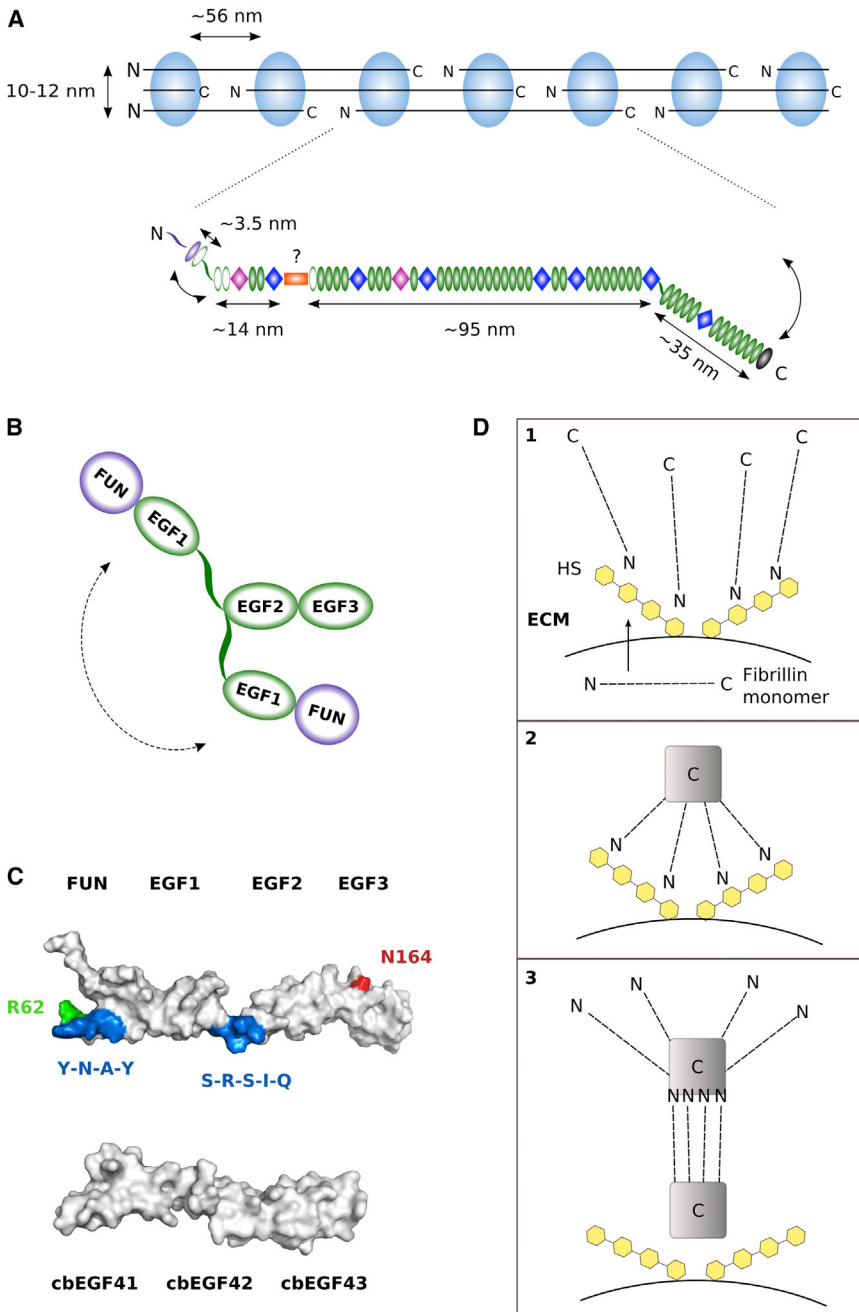 A
~56 nm
N C N C N
10-12 nm
C N C N C
N C N C N
N
~3.5 nm
?
~14 nm
~95 nm
~35 nm
C
B
FUN
EGF1
EGF2 EGF3
EGF1
FUN
C
FUN EGF1 EGF2 EGF3
N164
R62
Y-N-A-Y
S-R-S-I-Q
cbEGF41 cbEGF42 cbEGF43
D
1
C C C C
HS N N N N
ECM
N C Fibrillin
monomer
2
C
N N N N
3
N N N N
C
N N N N
C